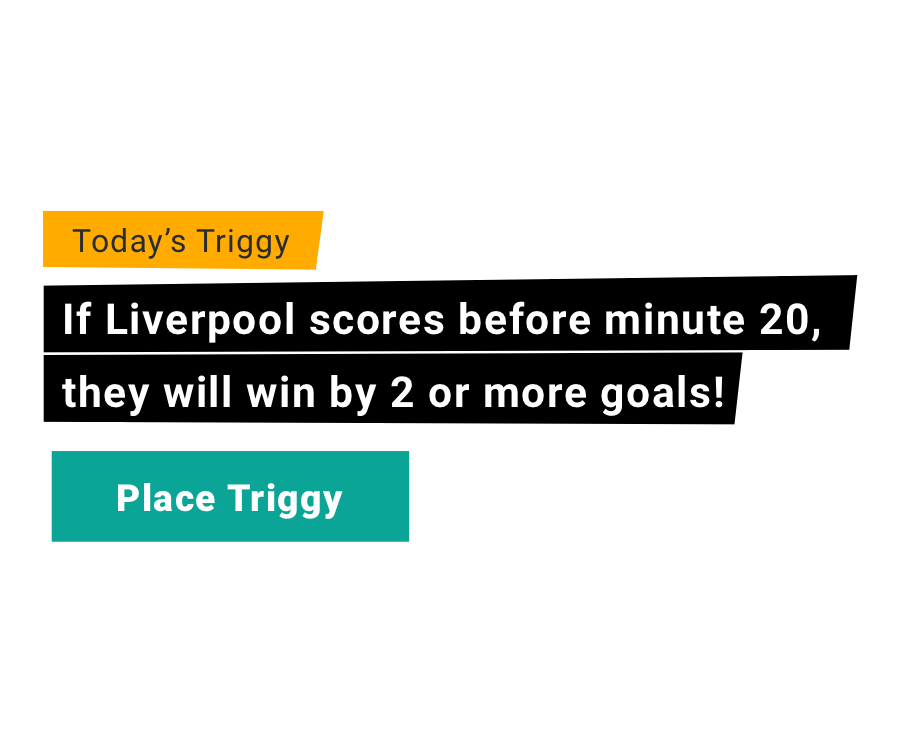 Today’s Triggy
If Liverpool scores before minute 20,
they will win by 2 or more goals!
Place Triggy